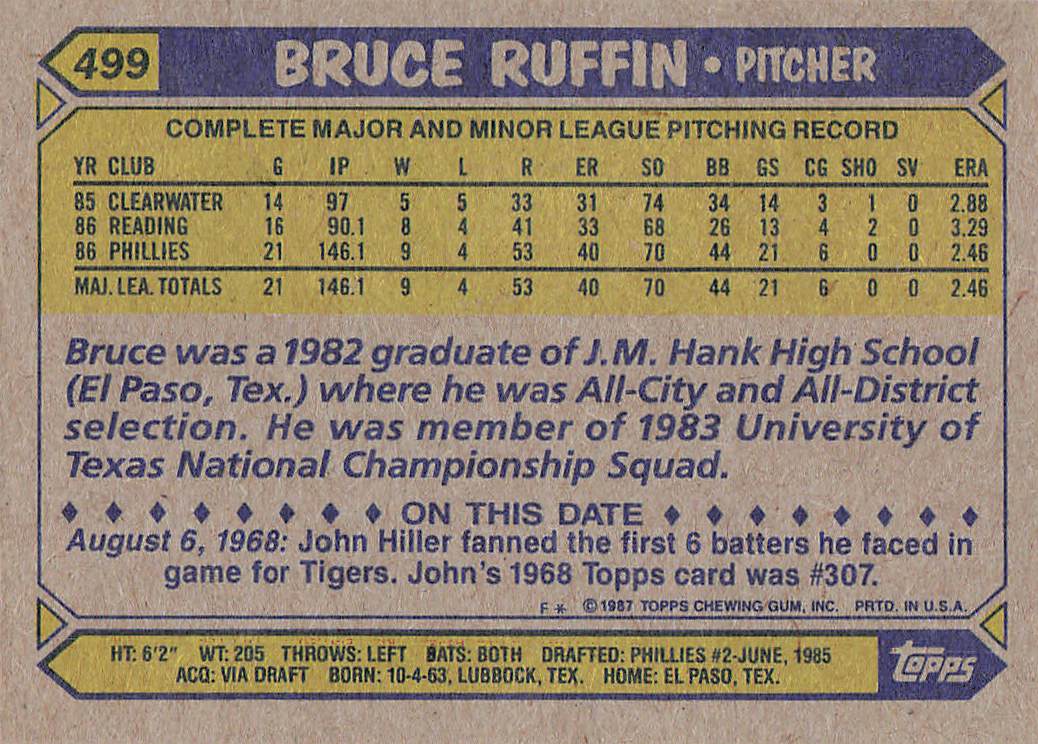 499 BRUCE RUFFIN • PITCHER
COMPLETE MAJOR AND MINOR LEAGUE PITCHING RECORD
YR CLUB G IP W L R ER SO BB GS CG SHO SV ERA
85 CLEARWATER 14 97 5 5 33 31 74 34 14 3 1 0 2.88
86 READING 16 90.1 8 4 41 33 68 26 13 4 2 0 3.29
86 PHILLIES 21 146.1 9 4 53 40 70 44 21 6 0 0 2.46
MAJ. LEA. TOTALS 21 146.1 9 4 53 40 70 44 21 6 0 0 2.46
Bruce was a 1982 graduate of J.M. Hank High School
(El Paso, Tex.) where he was All-City and All-District
selection. He was member of 1983 University of
Texas National Championship Squad.
♦ ♦ ♦ ♦ ♦ ♦ ♦ ♦ ON THIS DATE ♦ ♦ ♦ ♦ ♦ ♦ ♦ ♦
August 6, 1968: John Hiller fanned the first 6 batters he faced in
game for Tigers. John's 1968 Topps card was #307.
F * © 1987 TOPPS CHEWING GUM, INC. PRTD. IN U.S.A.
HT: 6'2" WT: 205 THROWS: LEFT BATS: BOTH DRAFTED: PHILLIES #2-JUNE, 1985
ACQ: VIA DRAFT BORN: 10-4-63, LUBBOCK, TEX. HOME: EL PASO, TEX.
topps